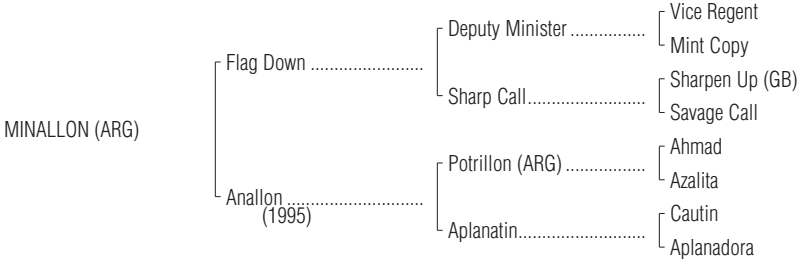 Vice Regent
Deputy Minister ................
Mint Copy
Flag Down ........................
Sharpen Up (GB)
Sharp Call.........................
Savage Call
MINALLON (ARG)
Ahmad
Potrillon (ARG) .................
Azalita
Anallon .............................
(1995)
Cautin
Aplanatin...........................
Aplanadora